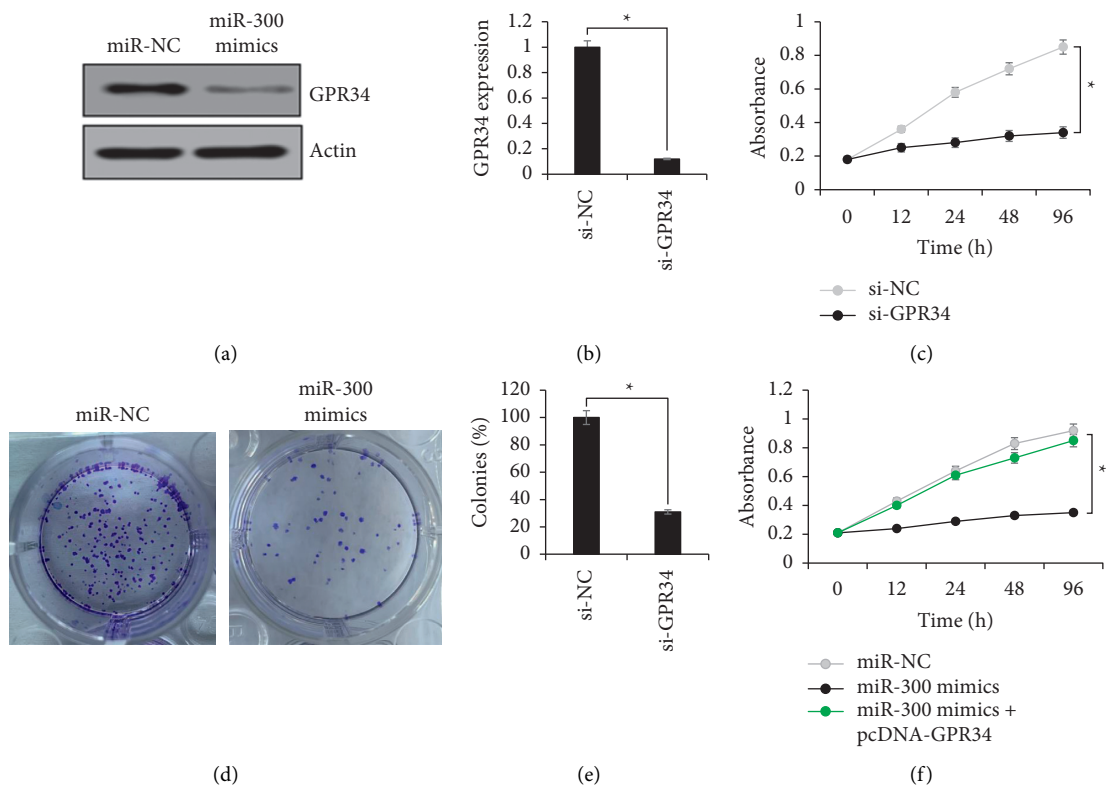 miR-NC
miR-300
mimics
GPR34
Actin
(a)
GPR34 expression
1.2
1
0.8
0.6
0.4
0.2
0
*
si-NC
si-GPR34
(b)
Absorbance
1
0.8
0.6
0.4
0.2
0
*
0 12 24 48 96
Time (h)
si-NC
si-GPR34
(c)
miR-NC
miR-300
mimics
(d)
Colonies (%)
120
100
80
60
40
20
0
*
si-NC
si-GPR34
(e)
Absorbance
1.2
1
0.8
0.6
0.4
0.2
0
*
0 12 24 48 96
Time (h)
miR-NC
miR-300 mimics
miR-300 mimics +
pcDNA-GPR34
(f)